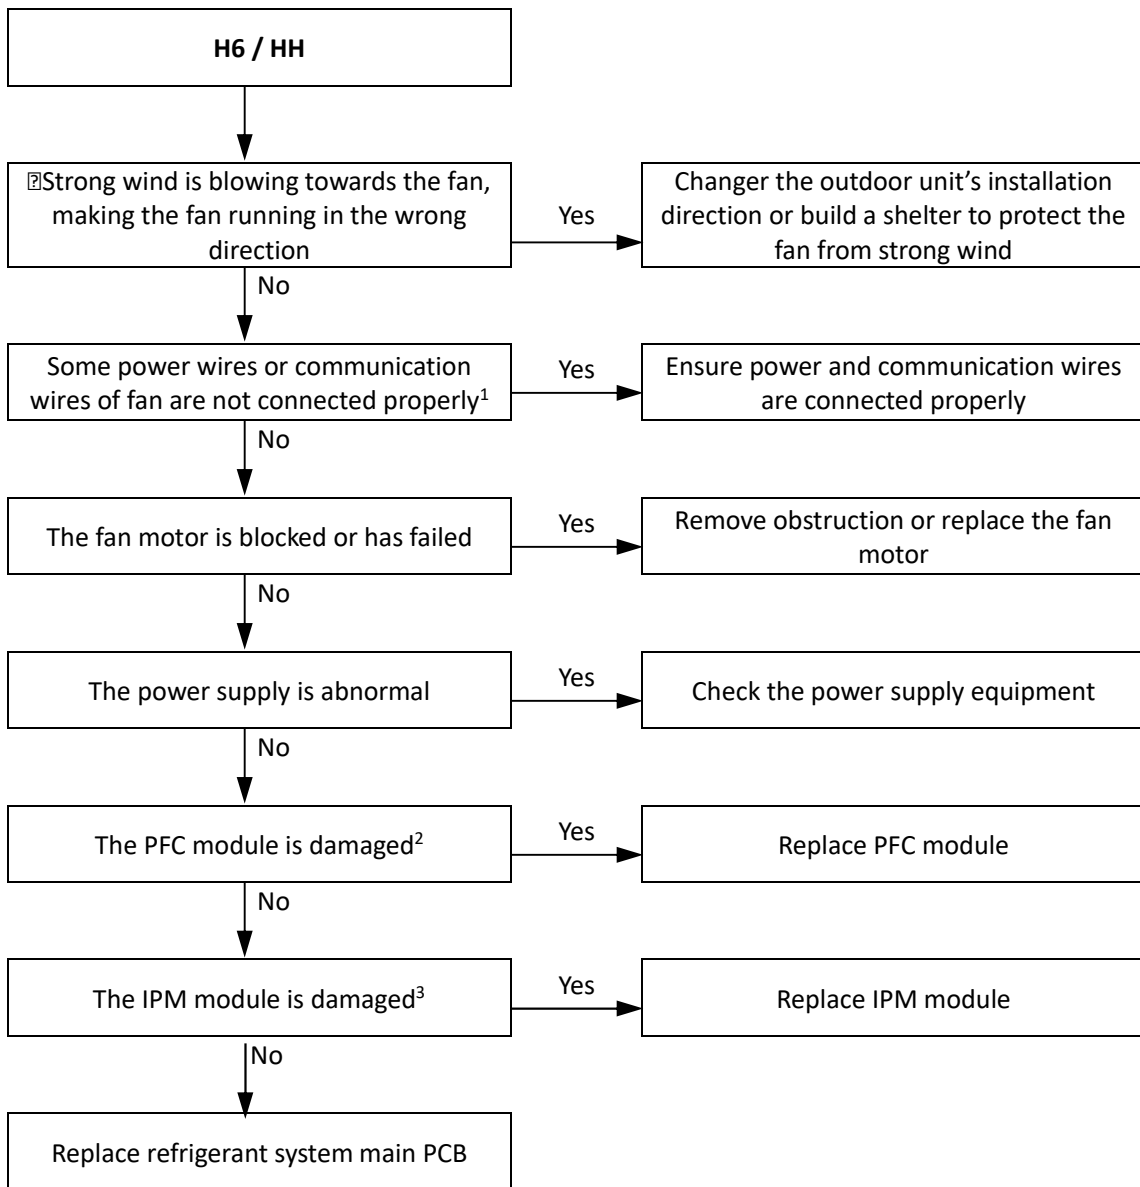 H6 / HH
Strong wind is blowing towards the fan,
making the fan running in the wrong
direction
Yes
Changer the outdoor unit’s installation
direction or build a shelter to protect the
fan from strong wind
No
Some power wires or communication
wires of fan are not connected properly¹
Yes
Ensure power and communication wires
are connected properly
No
The fan motor is blocked or has failed
Yes
Remove obstruction or replace the fan
motor
No
The power supply is abnormal
Yes
Check the power supply equipment
No
The PFC module is damaged²
Yes
Replace PFC module
No
The IPM module is damaged³
Yes
Replace IPM module
No
Replace refrigerant system main PCB